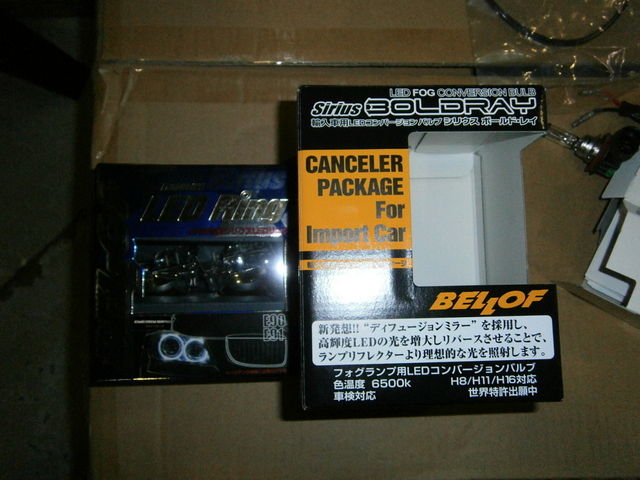 LED FOG CONVERSION BULB
Sirius BOLDRAY
輸入車用LEDコンバージョンバルブ シリウス ボールド・レイ
CANCELER
PACKAGE
For
Import Car
BELLOF
新発想!! "ディフュージョンミラー" を採用し、
高輝度LEDの光を増大しリバースさせることで、
ランプリフレクターより理想的な光を照射します。
フォグランプ用LEDコンバージョンバルブ
色温度 6500k H8/H11/H16対応
車検対応 世界特許出願中
LED Ring
E90
E91